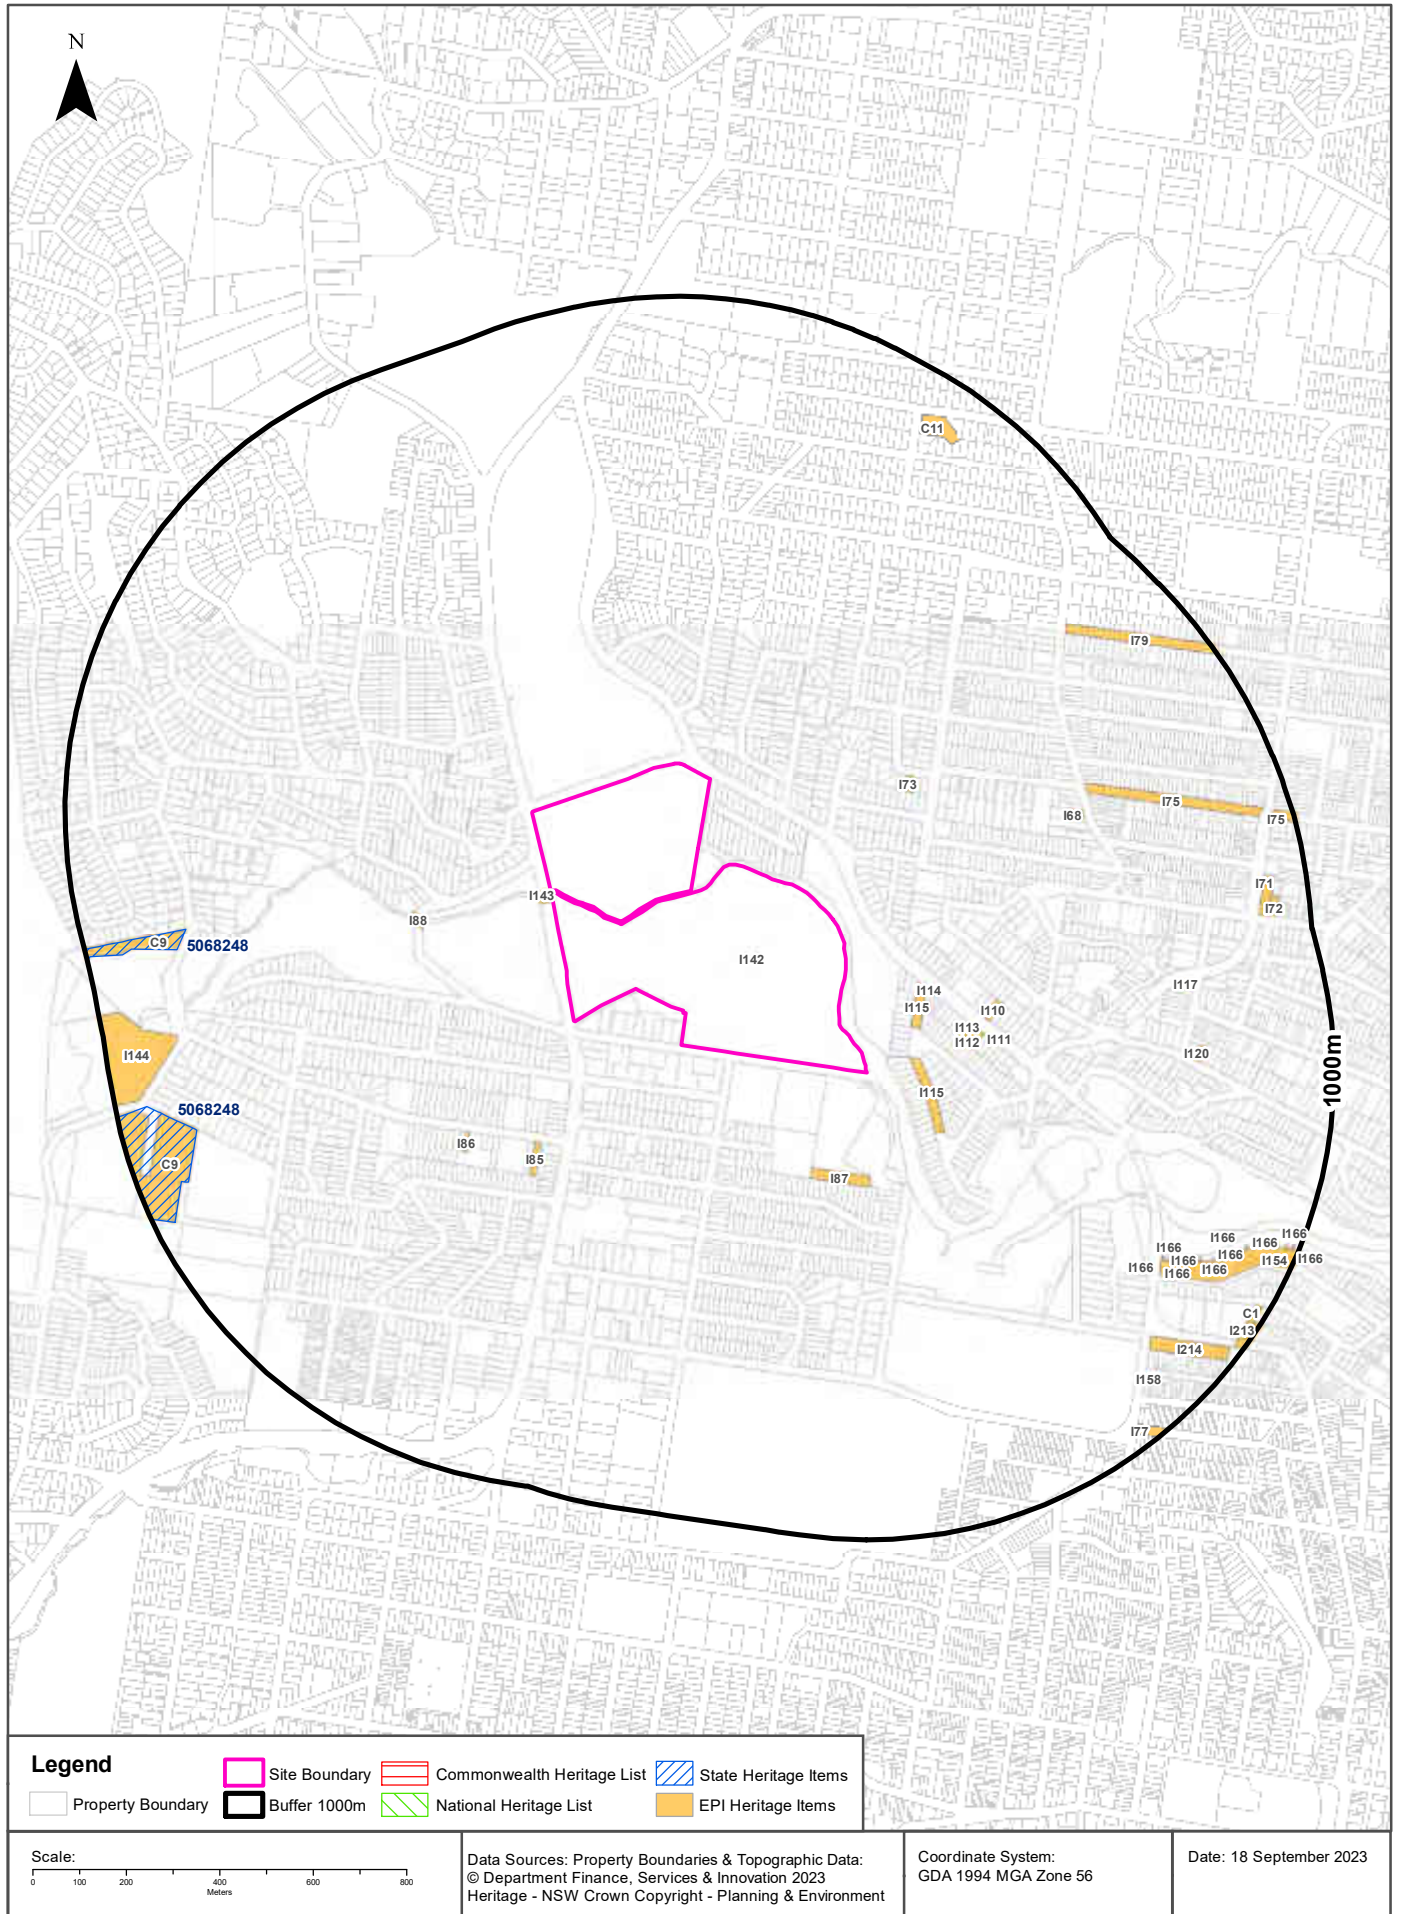 N
C11
I79
I73
I75
I68
I75
I71
I72
I143
I88
C9
5068248
I142
I117
I114
I115
I110
I113
I112
I111
I120
I144
1000m
I115
5068248
C9
I86
I85
I87
I166
I166
I166
I166
I166
I166
I166
I154
I166
I166
I166
C1
I213
I214
I158
I77
Legend
Property Boundary
Site Boundary
Buffer 1000m
Commonwealth Heritage List
National Heritage List
State Heritage Items
EPI Heritage Items
Scale:
0 100 200 400 600 800
Meters
Data Sources: Property Boundaries & Topographic Data:
© Department Finance, Services & Innovation 2023
Heritage - NSW Crown Copyright - Planning & Environment
Coordinate System:
GDA 1994 MGA Zone 56
Date: 18 September 2023